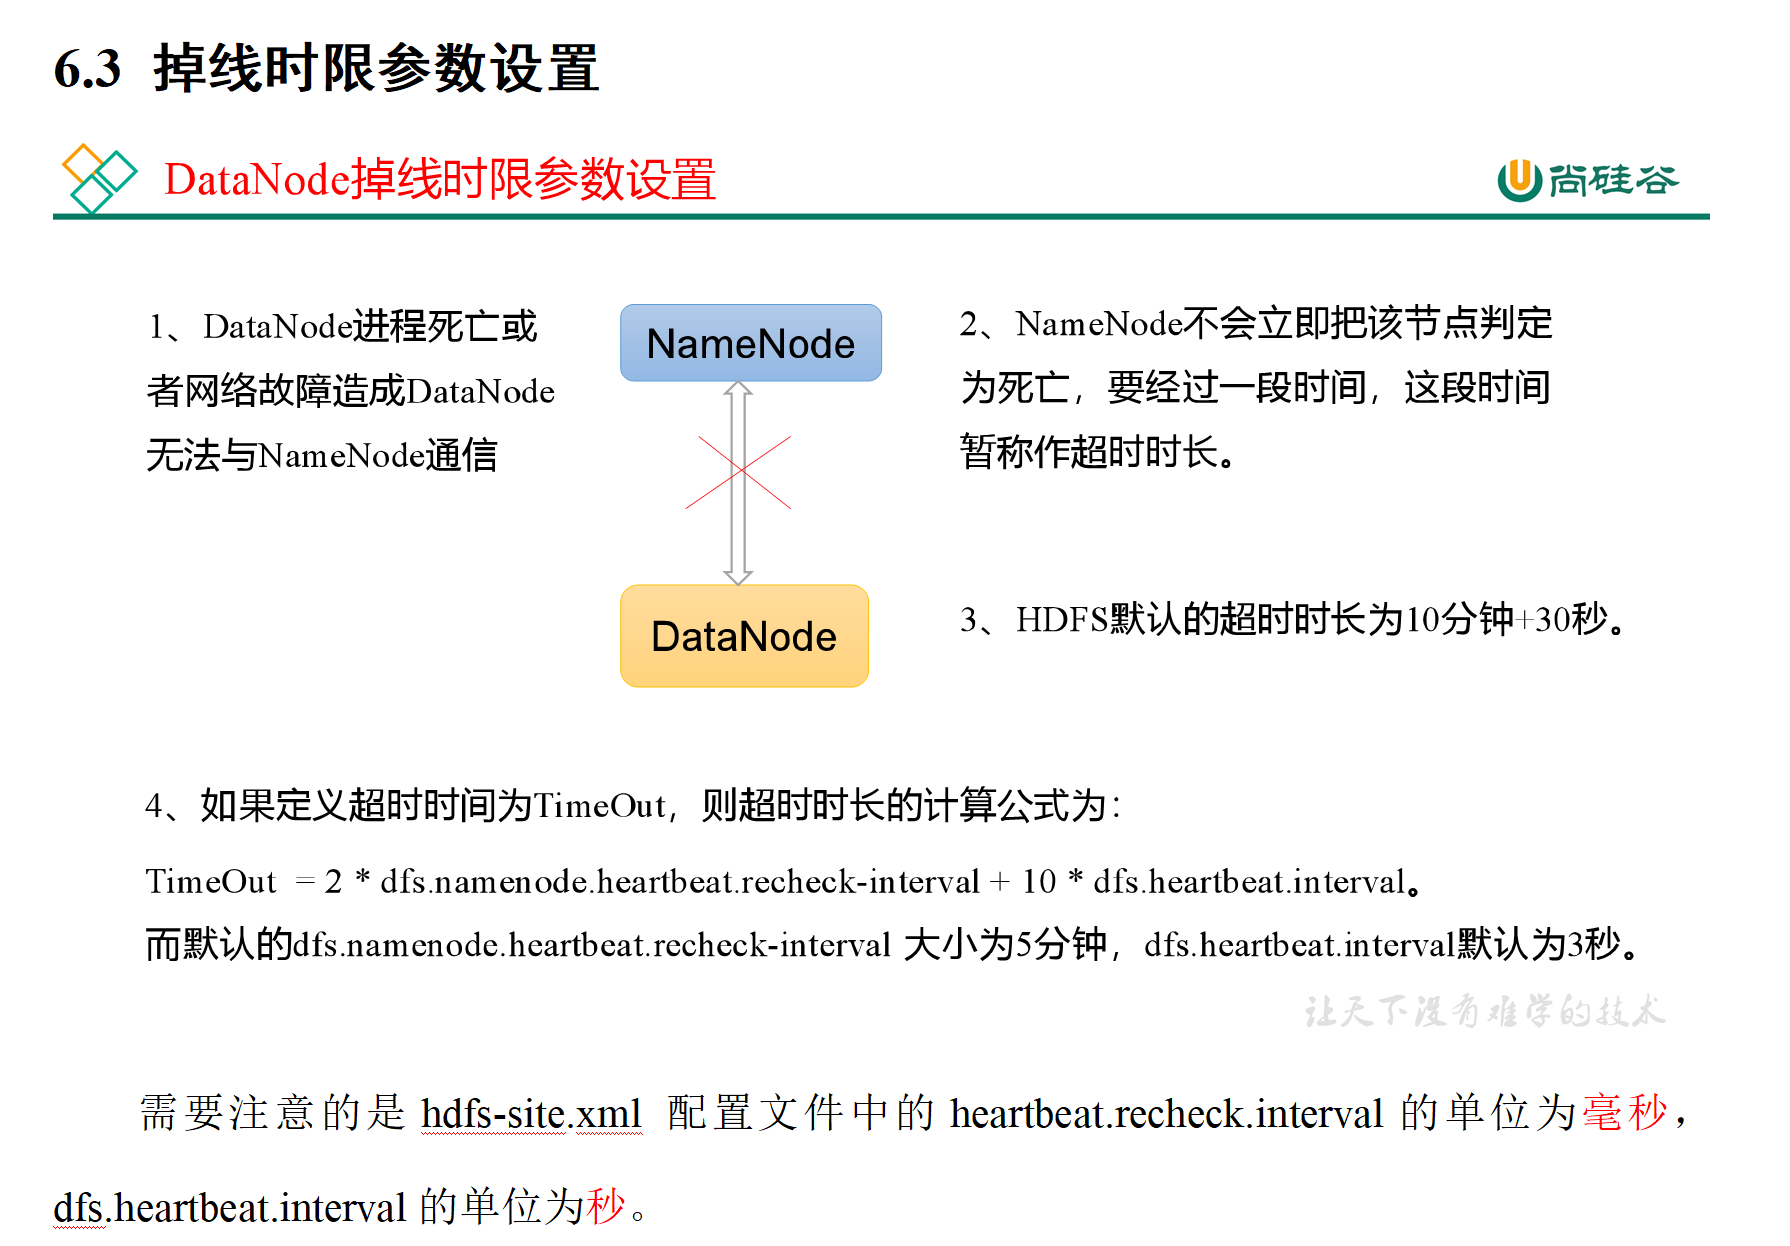 6.3 掉线时限参数设置
DataNode掉线时限参数设置
尚硅谷
1、DataNode进程死亡或
者网络故障造成DataNode
无法与NameNode通信
NameNode
DataNode
2、NameNode不会立即把该节点判定
为死亡，要经过一段时间，这段时间
暂称作超时时长。
3、HDFS默认的超时时长为10分钟+30秒。
4、如果定义超时时间为TimeOut，则超时时长的计算公式为：
TimeOut = 2 * dfs.namenode.heartbeat.recheck-interval + 10 * dfs.heartbeat.interval。
而默认的dfs.namenode.heartbeat.recheck-interval 大小为5分钟，dfs.heartbeat.interval默认为3秒。
让天下没有难学的技术
需要注意的是 hdfs-site.xml 配置文件中的 heartbeat.recheck.interval 的单位为毫秒，
dfs.heartbeat.interval 的单位为秒。